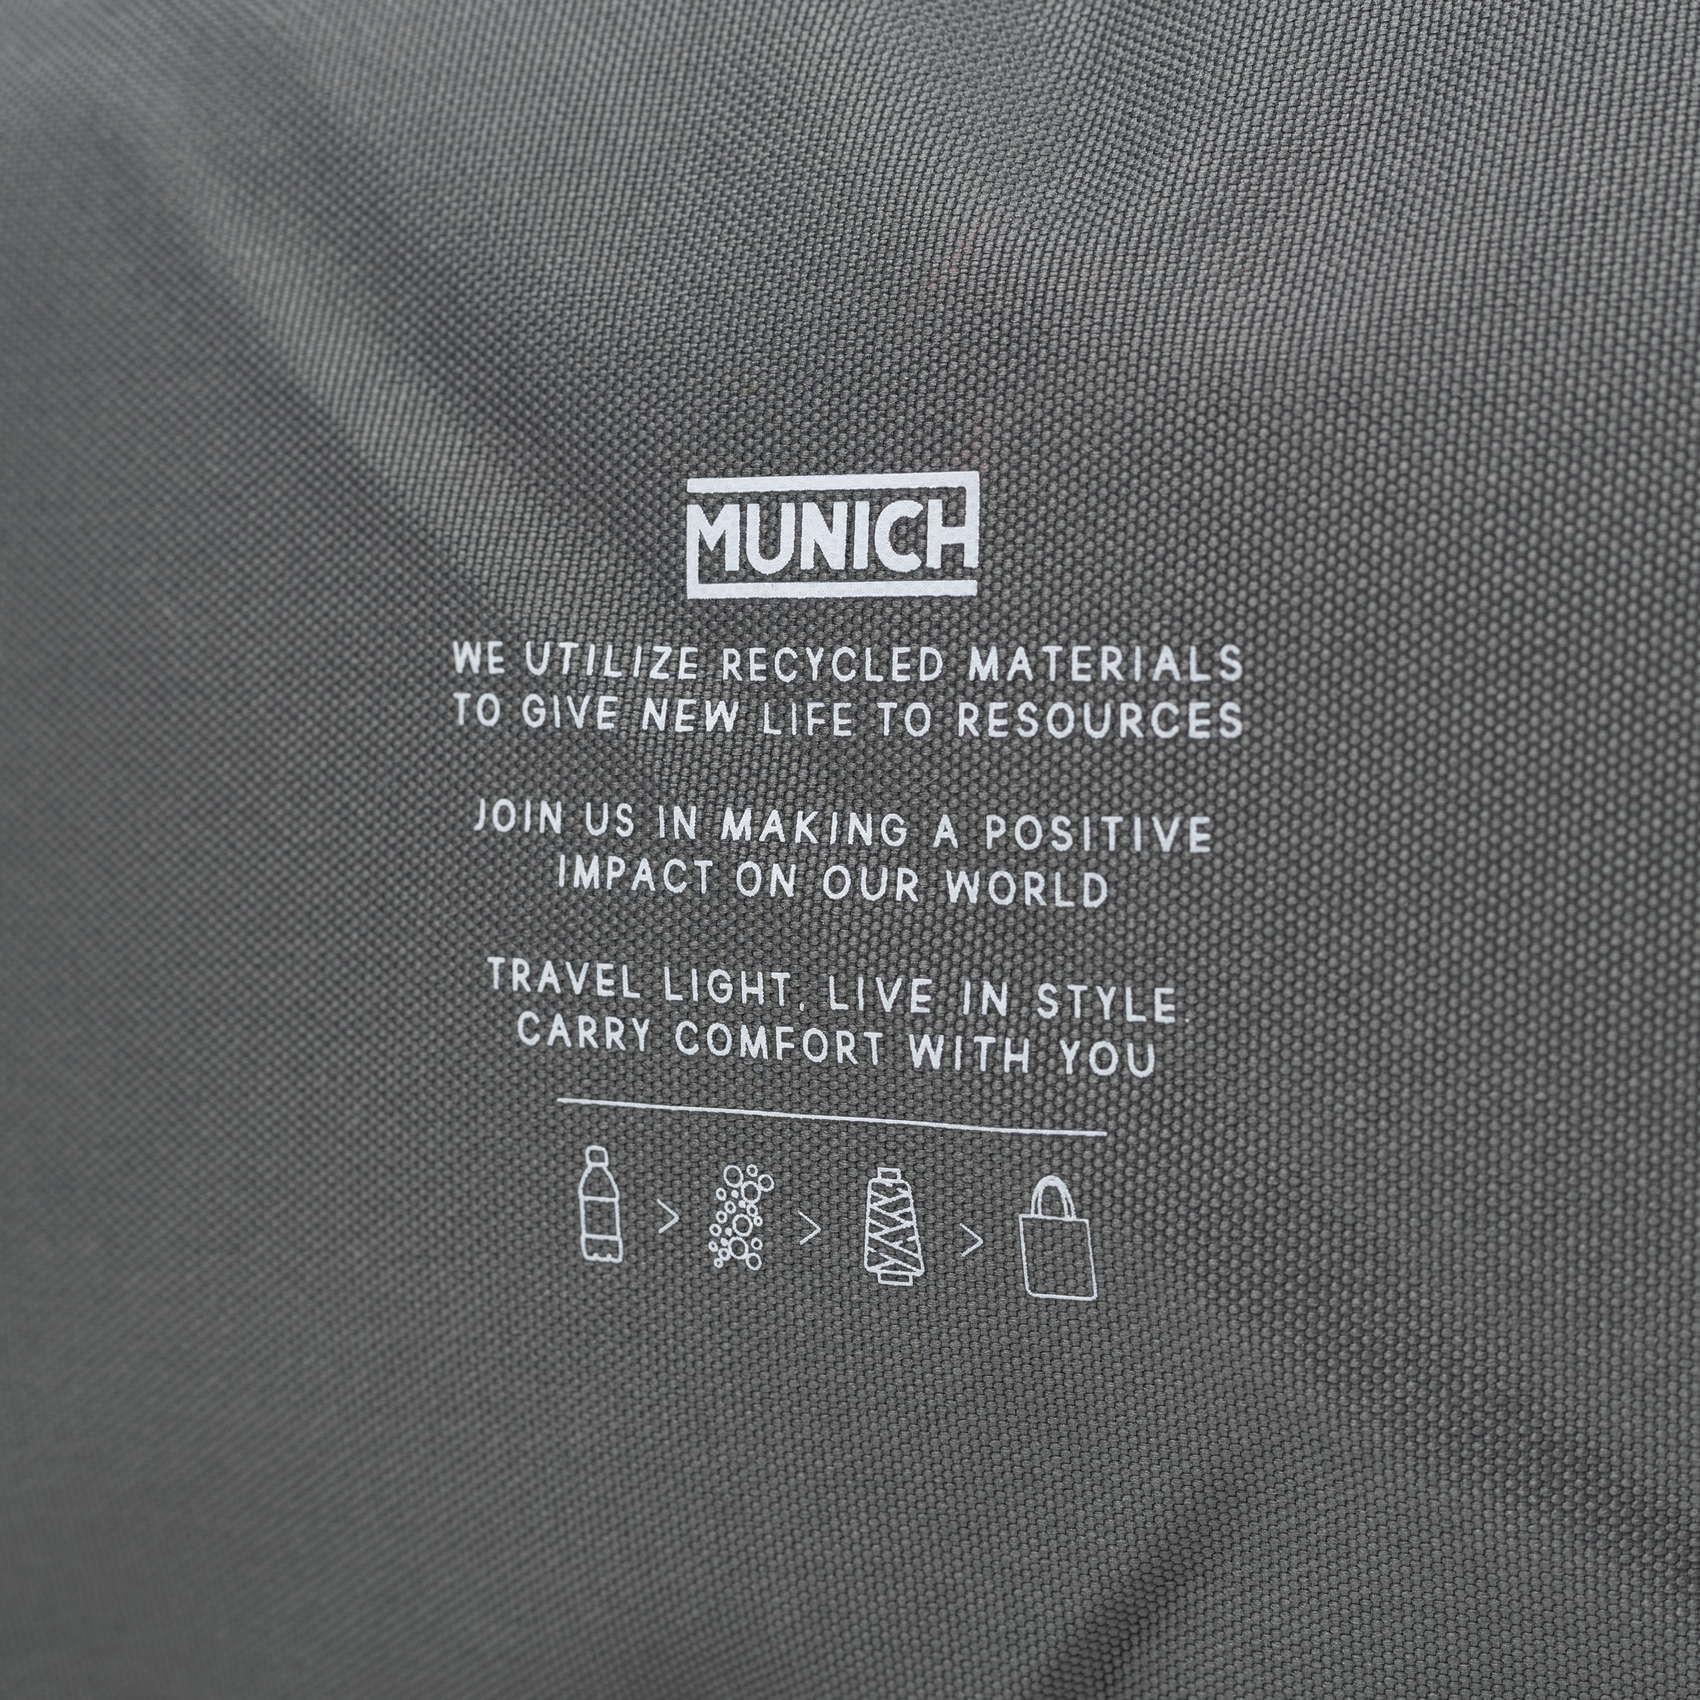 MUNICH
WE UTILIZE RECYCLED MATERIALS
TO GIVE NEW LIFE TO RESOURCES
JOIN US IN MAKING A POSITIVE
IMPACT ON OUR WORLD
TRAVEL LIGHT, LIVE IN STYLE.
CARRY COMFORT WITH YOU